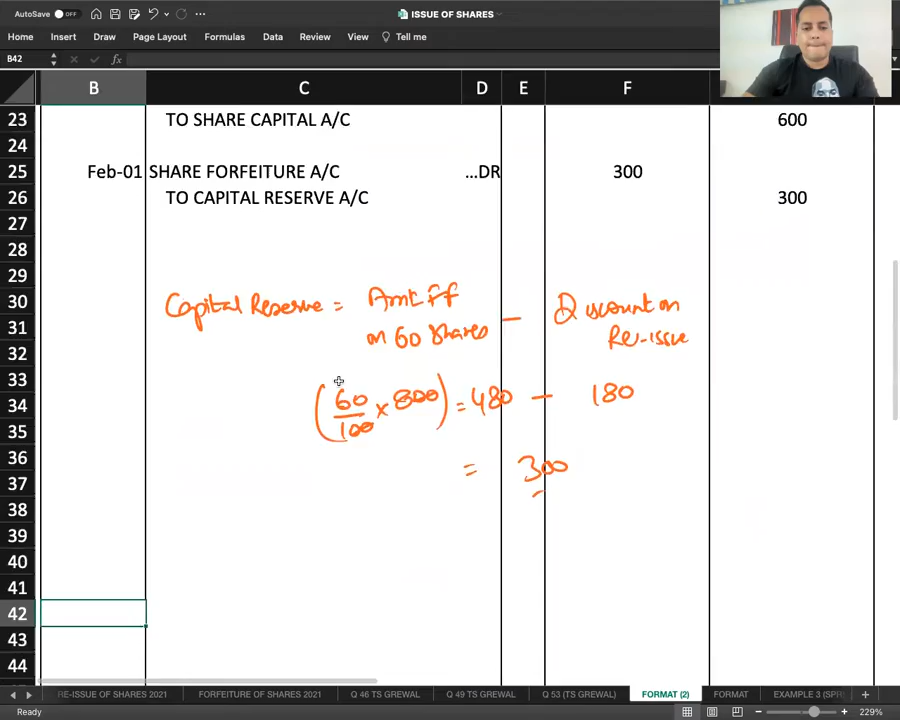 AutoSave OFF ISSUE OF SHARES
Home Insert Draw Page Layout Formulas Data Review View Tell me
B42 fx
B C D E F
23 TO SHARE CAPITAL A/C 600
24
25 Feb-01 SHARE FORFEITURE A/C ...DR 300
26 TO CAPITAL RESERVE A/C 300
27
28
29
30
31
32
33
34
35
36
37
38
39
40
41
42
43
44
Capital Reserve = Amt ff on 60 Shares - Discount on Re-issue
(60/100 x 800) = 480 - 180
= 300
RE-ISSUE OF SHARES 2021 FORFEITURE OF SHARES 2021 Q 46 TS GREWAL Q 49 TS GREWAL Q 53 (TS GREWAL) FORMAT (2) FORMAT EXAMPLE 3 (SPR
Ready 229%